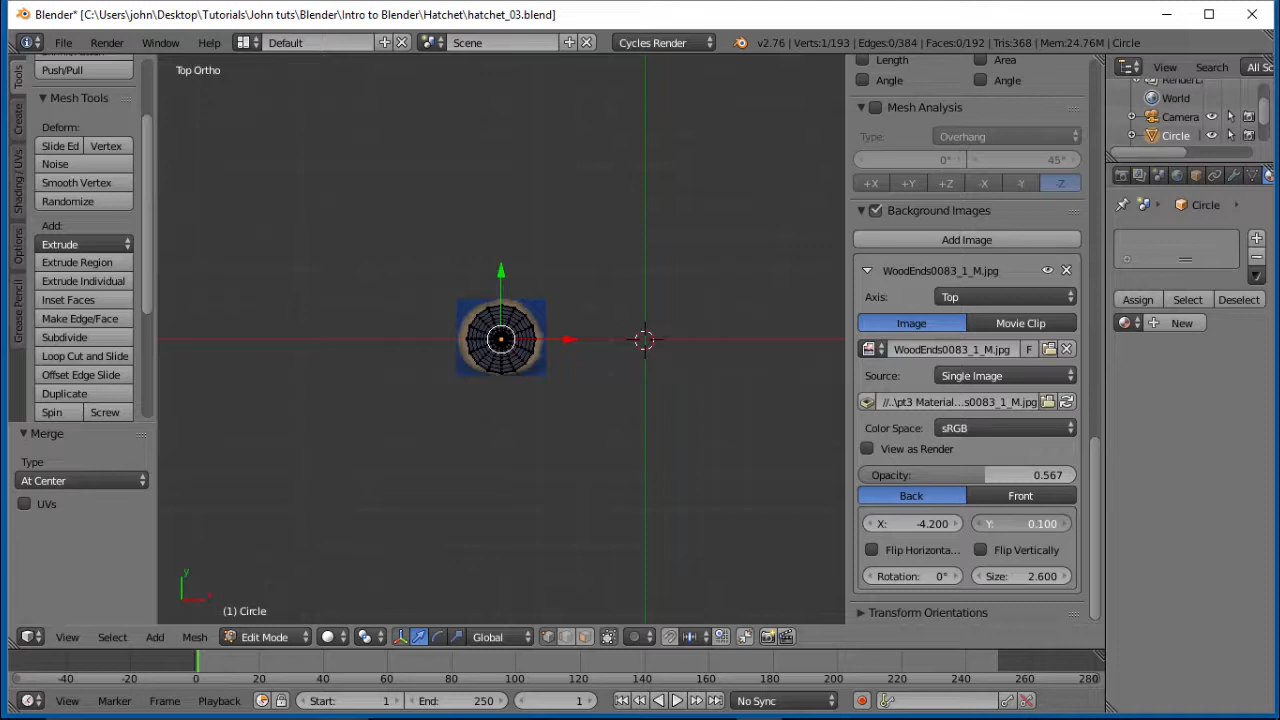 Blender* [C:\Users\john\Desktop\Tutorials\John tuts\Blender\Intro to Blender\Hatchet\hatchet_03.blend]
File Render Window Help Default Scene Cycles Render v2.76 | Verts:1/193 | Edges:0/384 | Faces:0/192 | Tris:368 | Mem:24.76M | Circle
Tools
Create
Shading / UVs
Options
Grease Pencil
Push/Pull
Mesh Tools
Deform:
Slide Ed Vertex
Noise
Smooth Vertex
Randomize
Add:
Extrude
Extrude Region
Extrude Individual
Inset Faces
Make Edge/Face
Subdivide
Loop Cut and Slide
Offset Edge Slide
Duplicate
Spin Screw
Merge
Type
At Center
UVs
Top Ortho
y
x
(1) Circle
Length Area
Angle Angle
Mesh Analysis
Type: Overhang
0° 45°
+X +Y +Z -X -Y -Z
Background Images
Add Image
WoodEnds0083_1_M.jpg
Axis: Top
Image Movie Clip
WoodEnds0083_1_M.jpg F
Source: Single Image
//..\pt3 Material...s0083_1_M.jpg
Color Space: sRGB
View as Render
Opacity: 0.567
Back Front
X: -4.200 Y: 0.100
Flip Horizonta... Flip Vertically
Rotation: 0° Size: 2.600
Transform Orientations
View Search All Sc
RenderL
World
Camera
Circle
Circle
Assign Select Deselect
New
View Select Add Mesh Edit Mode Global
-40 -20 0 20 40 60 80 100 120 140 160 180 200 220 240 260 280
View Marker Frame Playback Start: 1 End: 250 1 No Sync